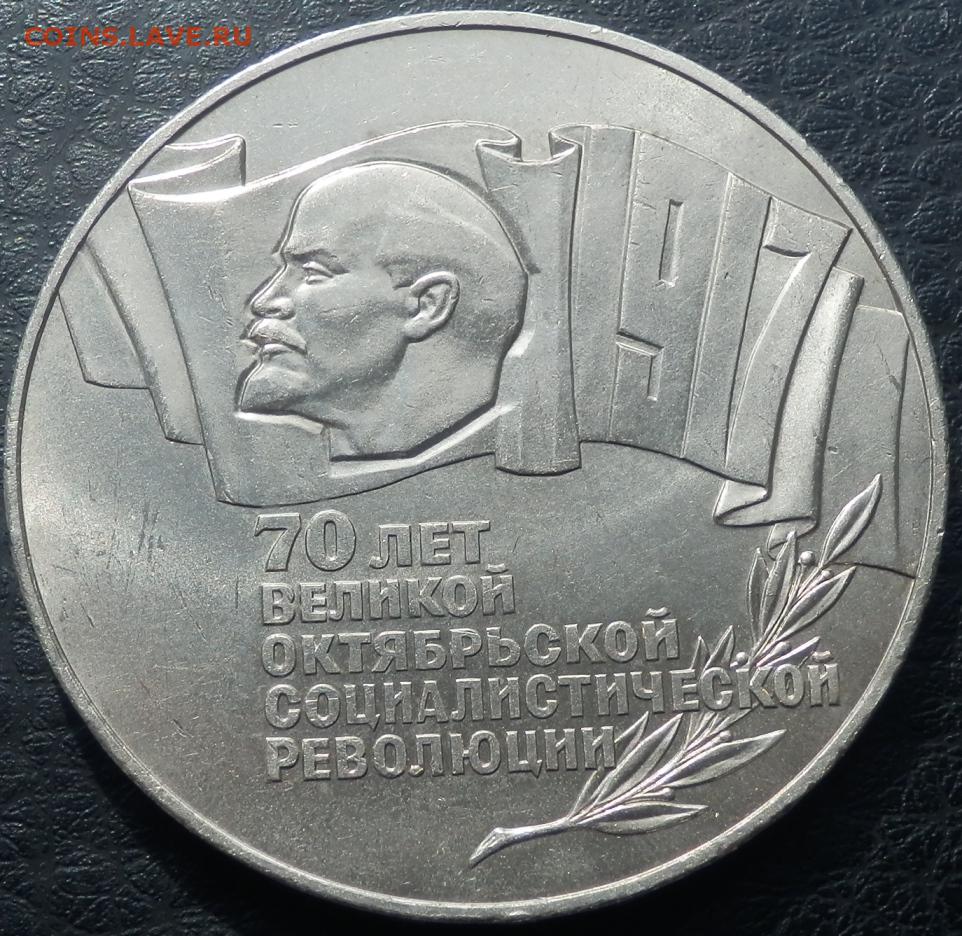 COINS.LAVE.RU
1917
70 ЛЕТ
ВЕЛИКОЙ
ОКТЯБРЬСКОЙ
СОЦИАЛИСТИЧЕСКОЙ
РЕВОЛЮЦИИ